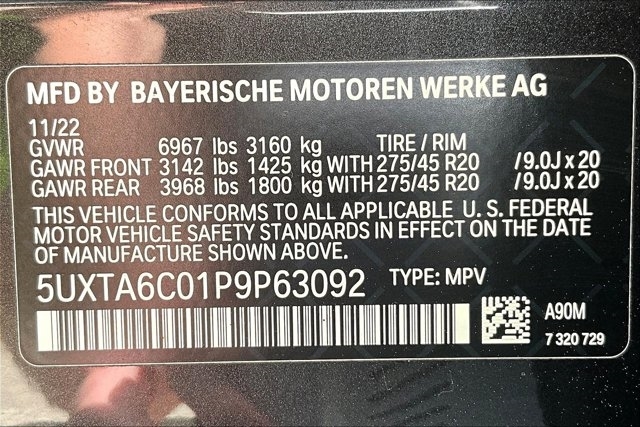 MFD BY BAYERISCHE MOTOREN WERKE AG
11/22
GVWR 6967 lbs 3160 kg TIRE / RIM
GAWR FRONT 3142 lbs 1425 kg WITH 275/45 R20 / 9.0J x 20
GAWR REAR 3968 lbs 1800 kg WITH 275/45 R20 / 9.0J x 20
THIS VEHICLE CONFORMS TO ALL APPLICABLE U. S. FEDERAL
MOTOR VEHICLE SAFETY STANDARDS IN EFFECT ON THE DATE
OF MANUFACTURE SHOWN ABOVE.
5UXTA6C01P9P63092 TYPE: MPV
A90M
7 320 729